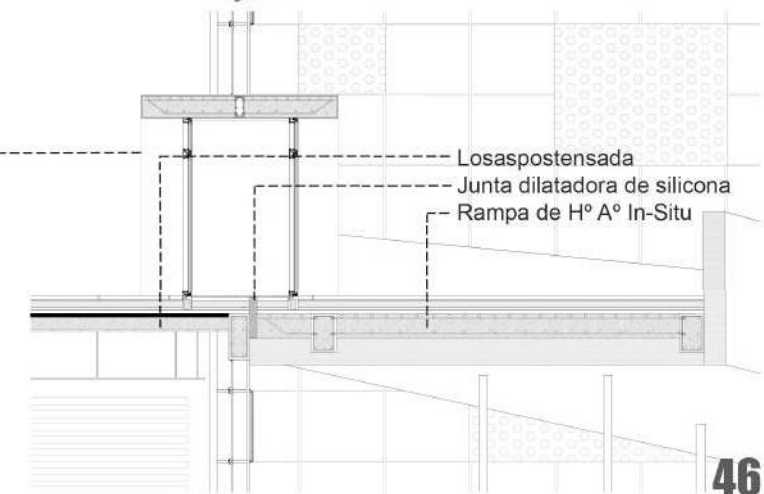 Losaspostensada
Junta dilatadora de silicona
Rampa de Hº Aº In-Situ
46